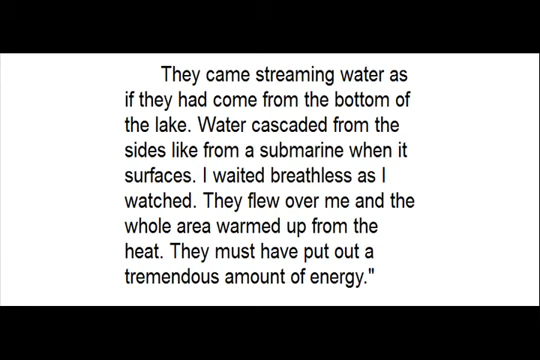 They came streaming water as
if they had come from the bottom of
the lake. Water cascaded from the
sides like from a submarine when it
surfaces. I waited breathless as I
watched. They flew over me and the
whole area warmed up from the
heat. They must have put out a
tremendous amount of energy."